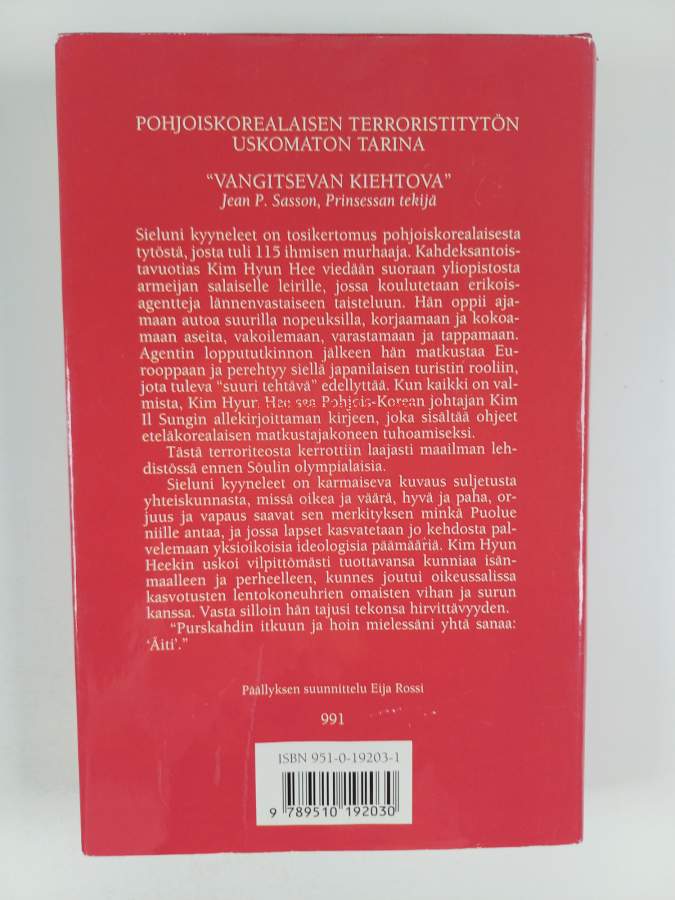 POHJOISKOREALAISEN TERRORISTITYTÖN
USKOMATON TARINA
“VANGITSEVAN KIEHTOVA”
Jean P. Sasson, Prinsessan tekijä
Sieluni kyyneleet on tosikertomus pohjoiskorealaisesta
tytöstä, josta tuli 115 ihmisen murhaaja. Kahdeksantois-
tavuotias Kim Hyun Hee viedään suoraan yliopistosta
armeijan salaiselle leirille, jossa koulutetaan erikois-
agentteja lännenvastaiseen taisteluun. Hän oppii aja-
maan autoa suurilla nopeuksilla, korjaamaan ja kokoa-
maan aseita, vakoilemaan, varastamaan ja tappamaan.
Agentin loppututkinnon jälkeen hän matkustaa Eu-
rooppaan ja perehtyy siellä japanilaisen turistin rooliin,
jota tuleva “suuri tehtävä” edellyttää. Kun kaikki on val-
mista, Kim Hyun Hee saa Pohjois-Korean johtajan Kim
Il Sungin allekirjoittaman kirjeen, joka sisältää ohjeet
eteläkorealaisen matkustajakoneen tuhoamiseksi.
Tästä terroriteosta kerrottiin laajasti maailman leh-
distössä ennen Söulin olympialaisia.
Sieluni kyyneleet on karmaiseva kuvaus suljetusta
yhteiskunnasta, missä oikea ja väärä, hyvä ja paha, or-
juus ja vapaus saavat sen merkityksen minkä Puolue
niille antaa, ja jossa lapset kasvatetaan jo kehdosta pal-
velemaan yksioikoisia ideologisia päämääriä. Kim Hyun
Heekin uskoi vilpittömästi tuottavansa kunniaa isän-
maalleen ja perheelleen, kunnes joutui oikeussalissa
kasvotusten lentokoneuhrien omaisten vihan ja surun
kanssa. Vasta silloin hän tajusi tekonsa hirvittävyyden.
“Purskahdin itkuun ja hoin mielessäni yhtä sanaa:
‘Äiti’.”
Päällyksen suunnittelu Eija Rossi
991
ISBN 951-0-19203-1
9 789510 192030